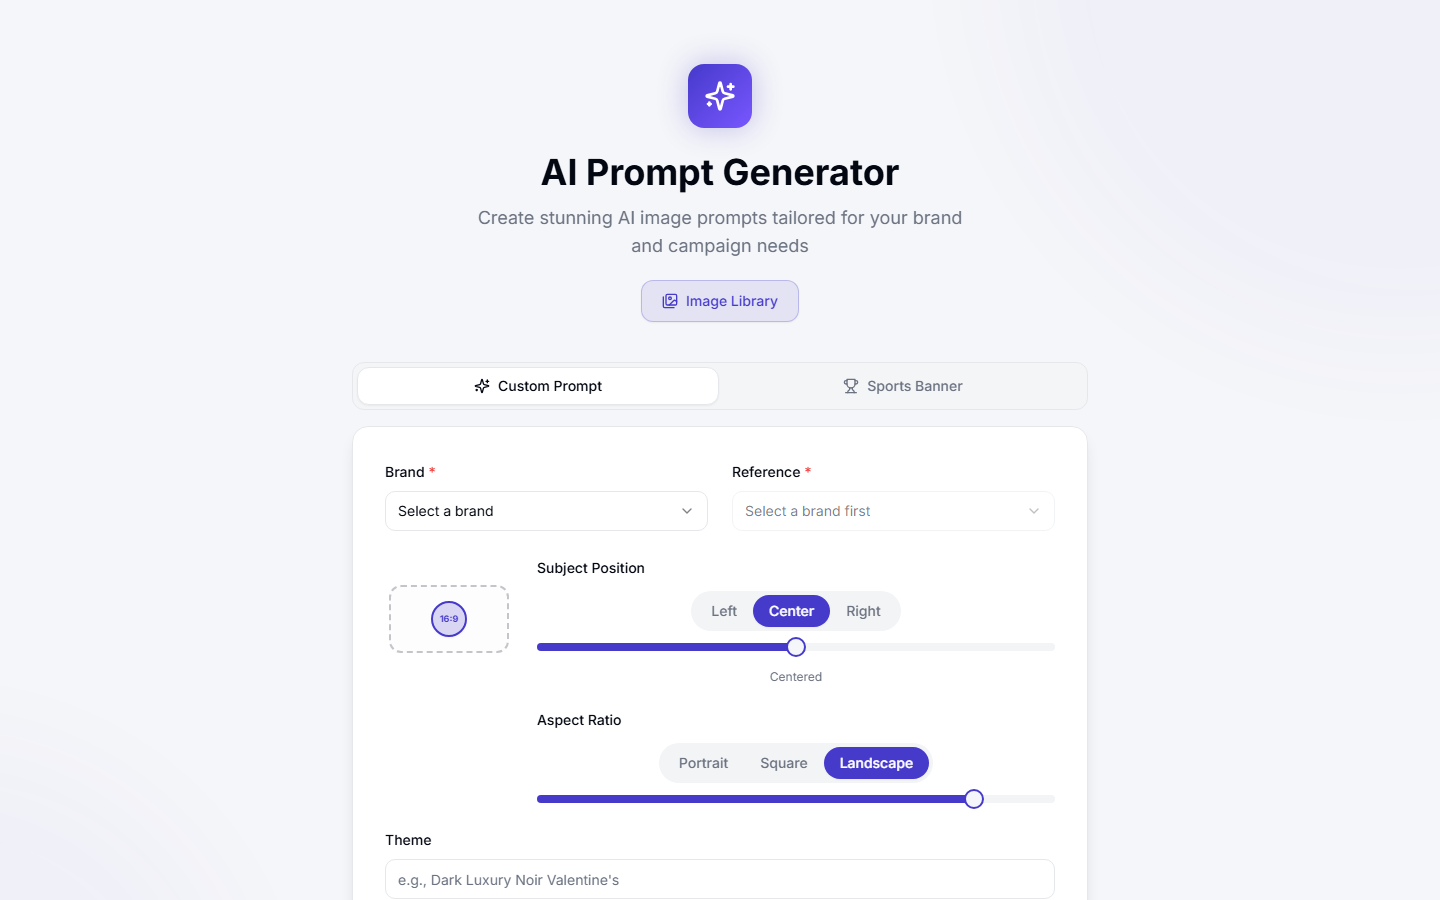 AI Prompt Generator
Create stunning AI image prompts tailored for your brand
and campaign needs
Image Library
Custom Prompt
Sports Banner
Brand *
Reference *
Select a brand
Select a brand first
Subject Position
16:9
Left
Center
Right
Centered
Aspect Ratio
Portrait
Square
Landscape
Theme
e.g., Dark Luxury Noir Valentine's